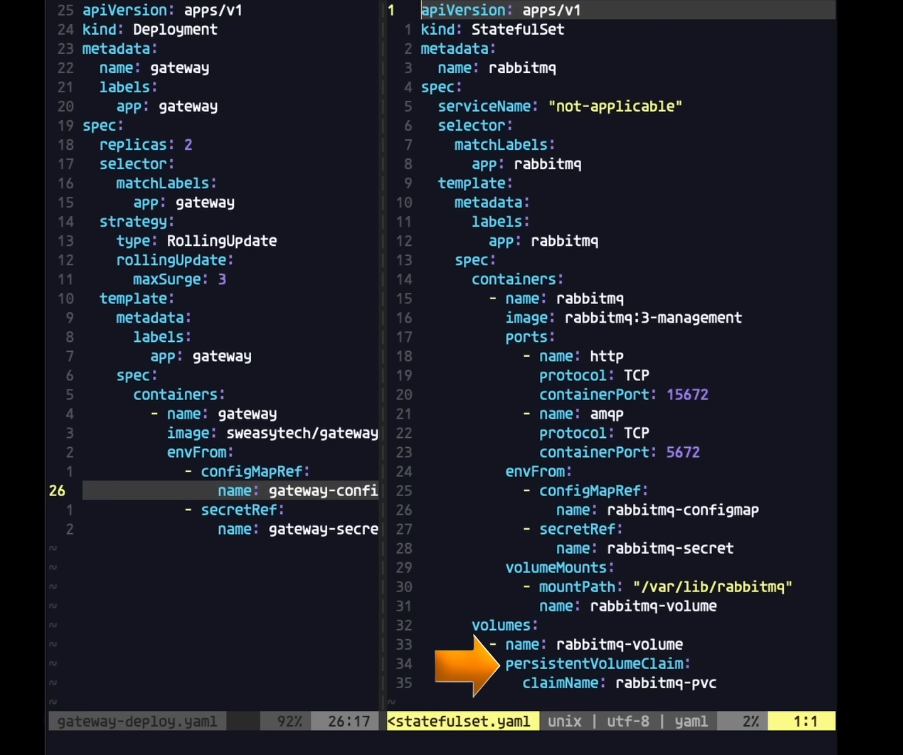 25 apiVersion: apps/v1
24 kind: Deployment
23 metadata:
22   name: gateway
21   labels:
20     app: gateway
19 spec:
18   replicas: 2
17   selector:
16     matchLabels:
15       app: gateway
14   strategy:
13     type: RollingUpdate
12     rollingUpdate:
11       maxSurge: 3
10   template:
9     metadata:
8       labels:
7         app: gateway
6     spec:
5       containers:
4         - name: gateway
3           image: sweasytech/gateway
2           envFrom:
1             - configMapRef:
26                 name: gateway-confi
1             - secretRef:
2                 name: gateway-secre
~
~
~
~
~
~
~
~
~
gateway-deploy.yaml 92% 26:17
1 apiVersion: apps/v1
1 kind: StatefulSet
2 metadata:
3   name: rabbitmq
4 spec:
5   serviceName: "not-applicable"
6   selector:
7     matchLabels:
8       app: rabbitmq
9   template:
10     metadata:
11       labels:
12         app: rabbitmq
13     spec:
14       containers:
15         - name: rabbitmq
16           image: rabbitmq:3-management
17           ports:
18             - name: http
19               protocol: TCP
20               containerPort: 15672
21             - name: amqp
22               protocol: TCP
23               containerPort: 5672
24           envFrom:
25             - configMapRef:
26                 name: rabbitmq-configmap
27             - secretRef:
28                 name: rabbitmq-secret
29           volumeMounts:
30             - mountPath: "/var/lib/rabbitmq"
31               name: rabbitmq-volume
32       volumes:
33         - name: rabbitmq-volume
34           persistentVolumeClaim:
35             claimName: rabbitmq-pvc
~
<statefulset.yaml unix | utf-8 | yaml 2% 1:1